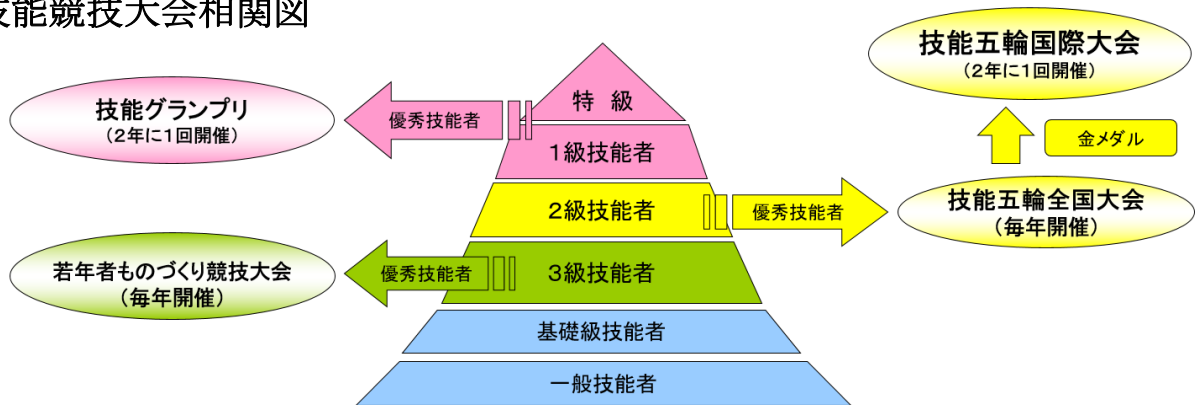 技能競技大会相関図
技能五輪国際大会
(2年に1回開催)
技能グランプリ
(2年に1回開催)
優秀技能者
特 級
1級技能者
金メダル
2級技能者
優秀技能者
技能五輪全国大会
(毎年開催)
若年者ものづくり競技大会
(毎年開催)
優秀技能者
3級技能者
基礎級技能者
一般技能者